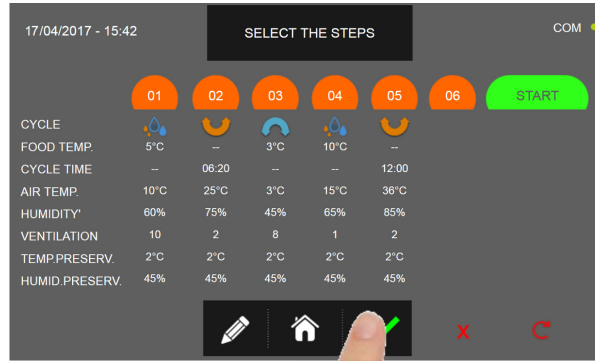 17/04/2017 - 15:42 SELECT THE STEPS COM
01 02 03 04 05 06 START
CYCLE
FOOD TEMP. 5°C -- 3°C 10°C --
CYCLE TIME -- 06:20 -- -- 12:00
AIR TEMP. 10°C 25°C 3°C 15°C 36°C
HUMIDITY' 60% 75% 45% 65% 85%
VENTILATION 10 2 8 1 2
TEMP.PRESERV. 2°C 2°C 2°C 2°C 2°C
HUMID.PRESERV. 45% 45% 45% 45% 45%
X